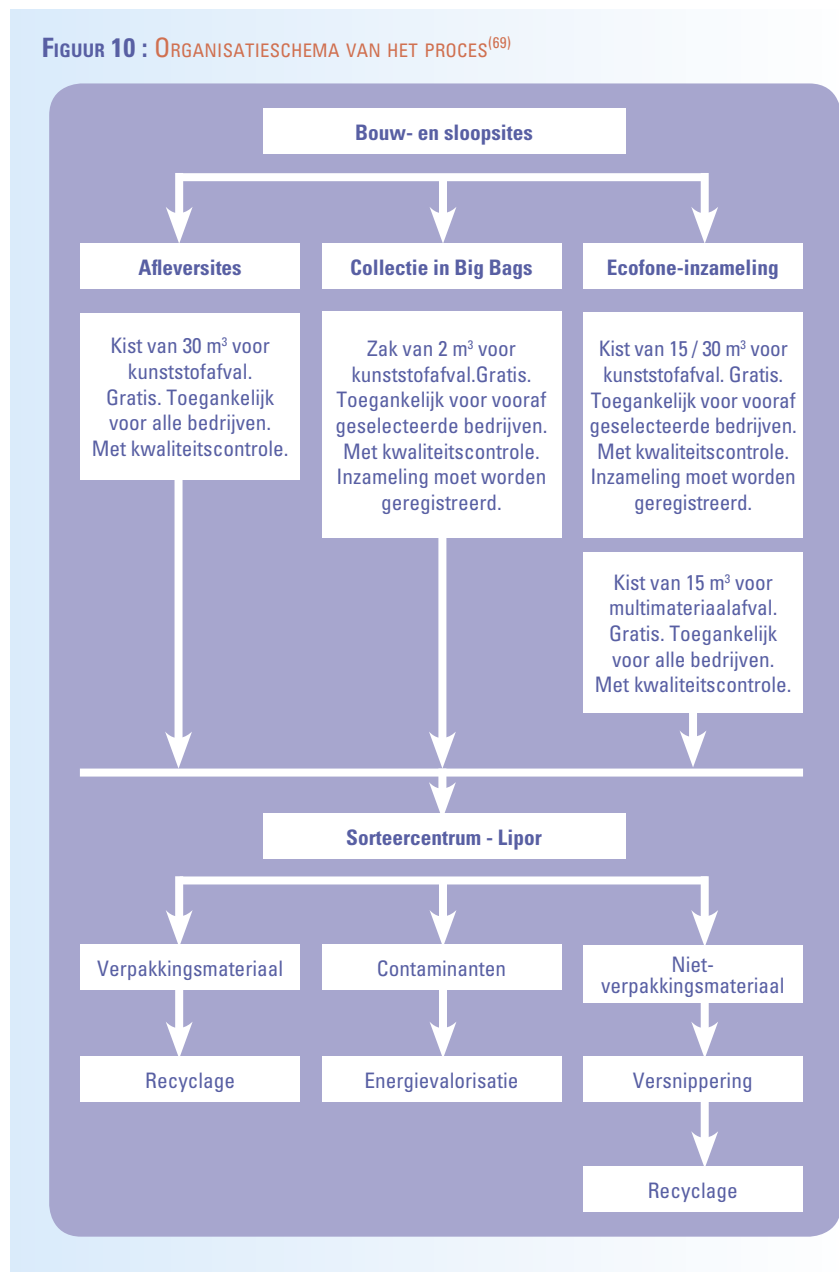 FIGUUR 10 : ORGANISATIESCHEMA VAN HET PROCES(69)
Bouw- en sloopsites
Afleversites
Kist van 30 m³ voor
kunststofafval.
Gratis. Toegankelijk
voor alle bedrijven.
Met kwaliteitscontrole.
Collectie in Big Bags
Zak van 2 m³ voor
kunststofafval.Gratis.
Toegankelijk voor vooraf
geselecteerde bedrijven.
Met kwaliteitscontrole.
Inzameling moet worden
geregistreerd.
Ecofone-inzameling
Kist van 15 / 30 m³ voor
kunststofafval. Gratis.
Toegankelijk voor vooraf
geselecteerde bedrijven.
Met kwaliteitscontrole.
Inzameling moet worden
geregistreerd.
Kist van 15 m³ voor
multimateriaalafval.
Gratis. Toegankelijk
voor alle bedrijven.
Met kwaliteitscontrole.
Sorteercentrum - Lipor
Verpakkingsmateriaal
Contaminanten
Niet-
verpakkingsmateriaal
Recyclage
Energievalorisatie
Versnippering
Recyclage